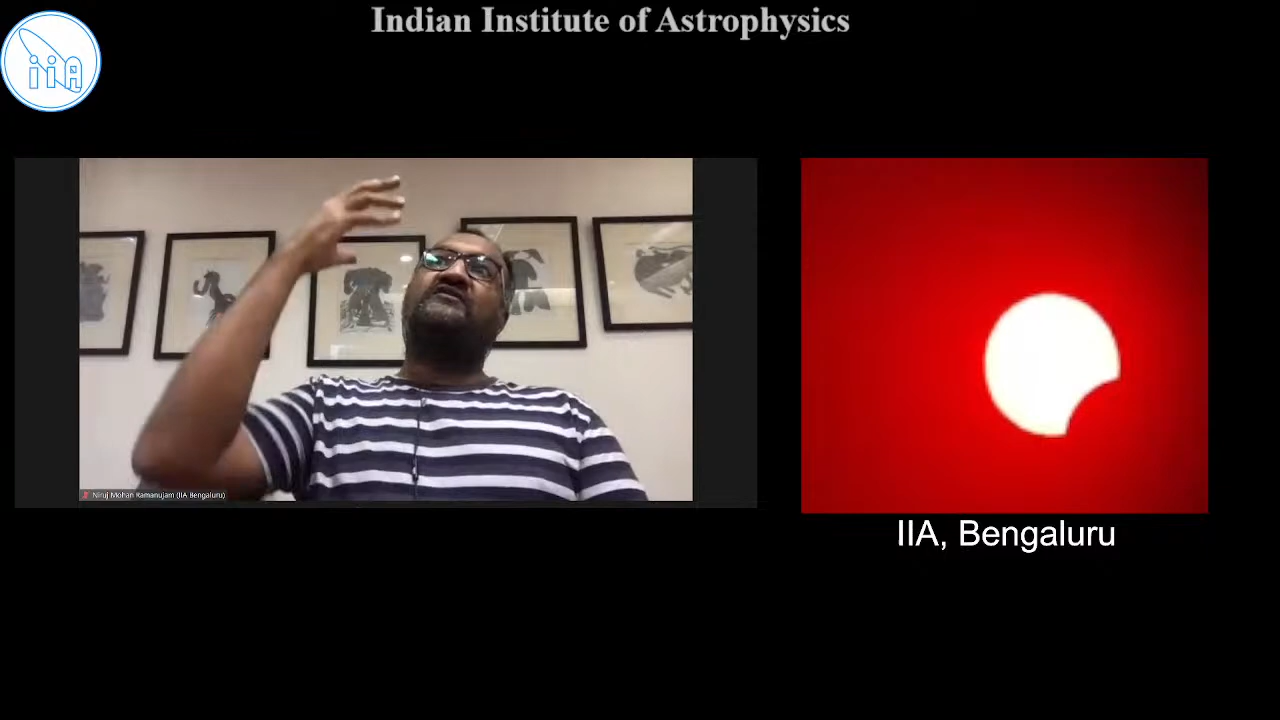 Indian Institute of Astrophysics
iiA
Niruj Mohan Ramanujam (IIA Bengaluru)
IIA, Bengaluru